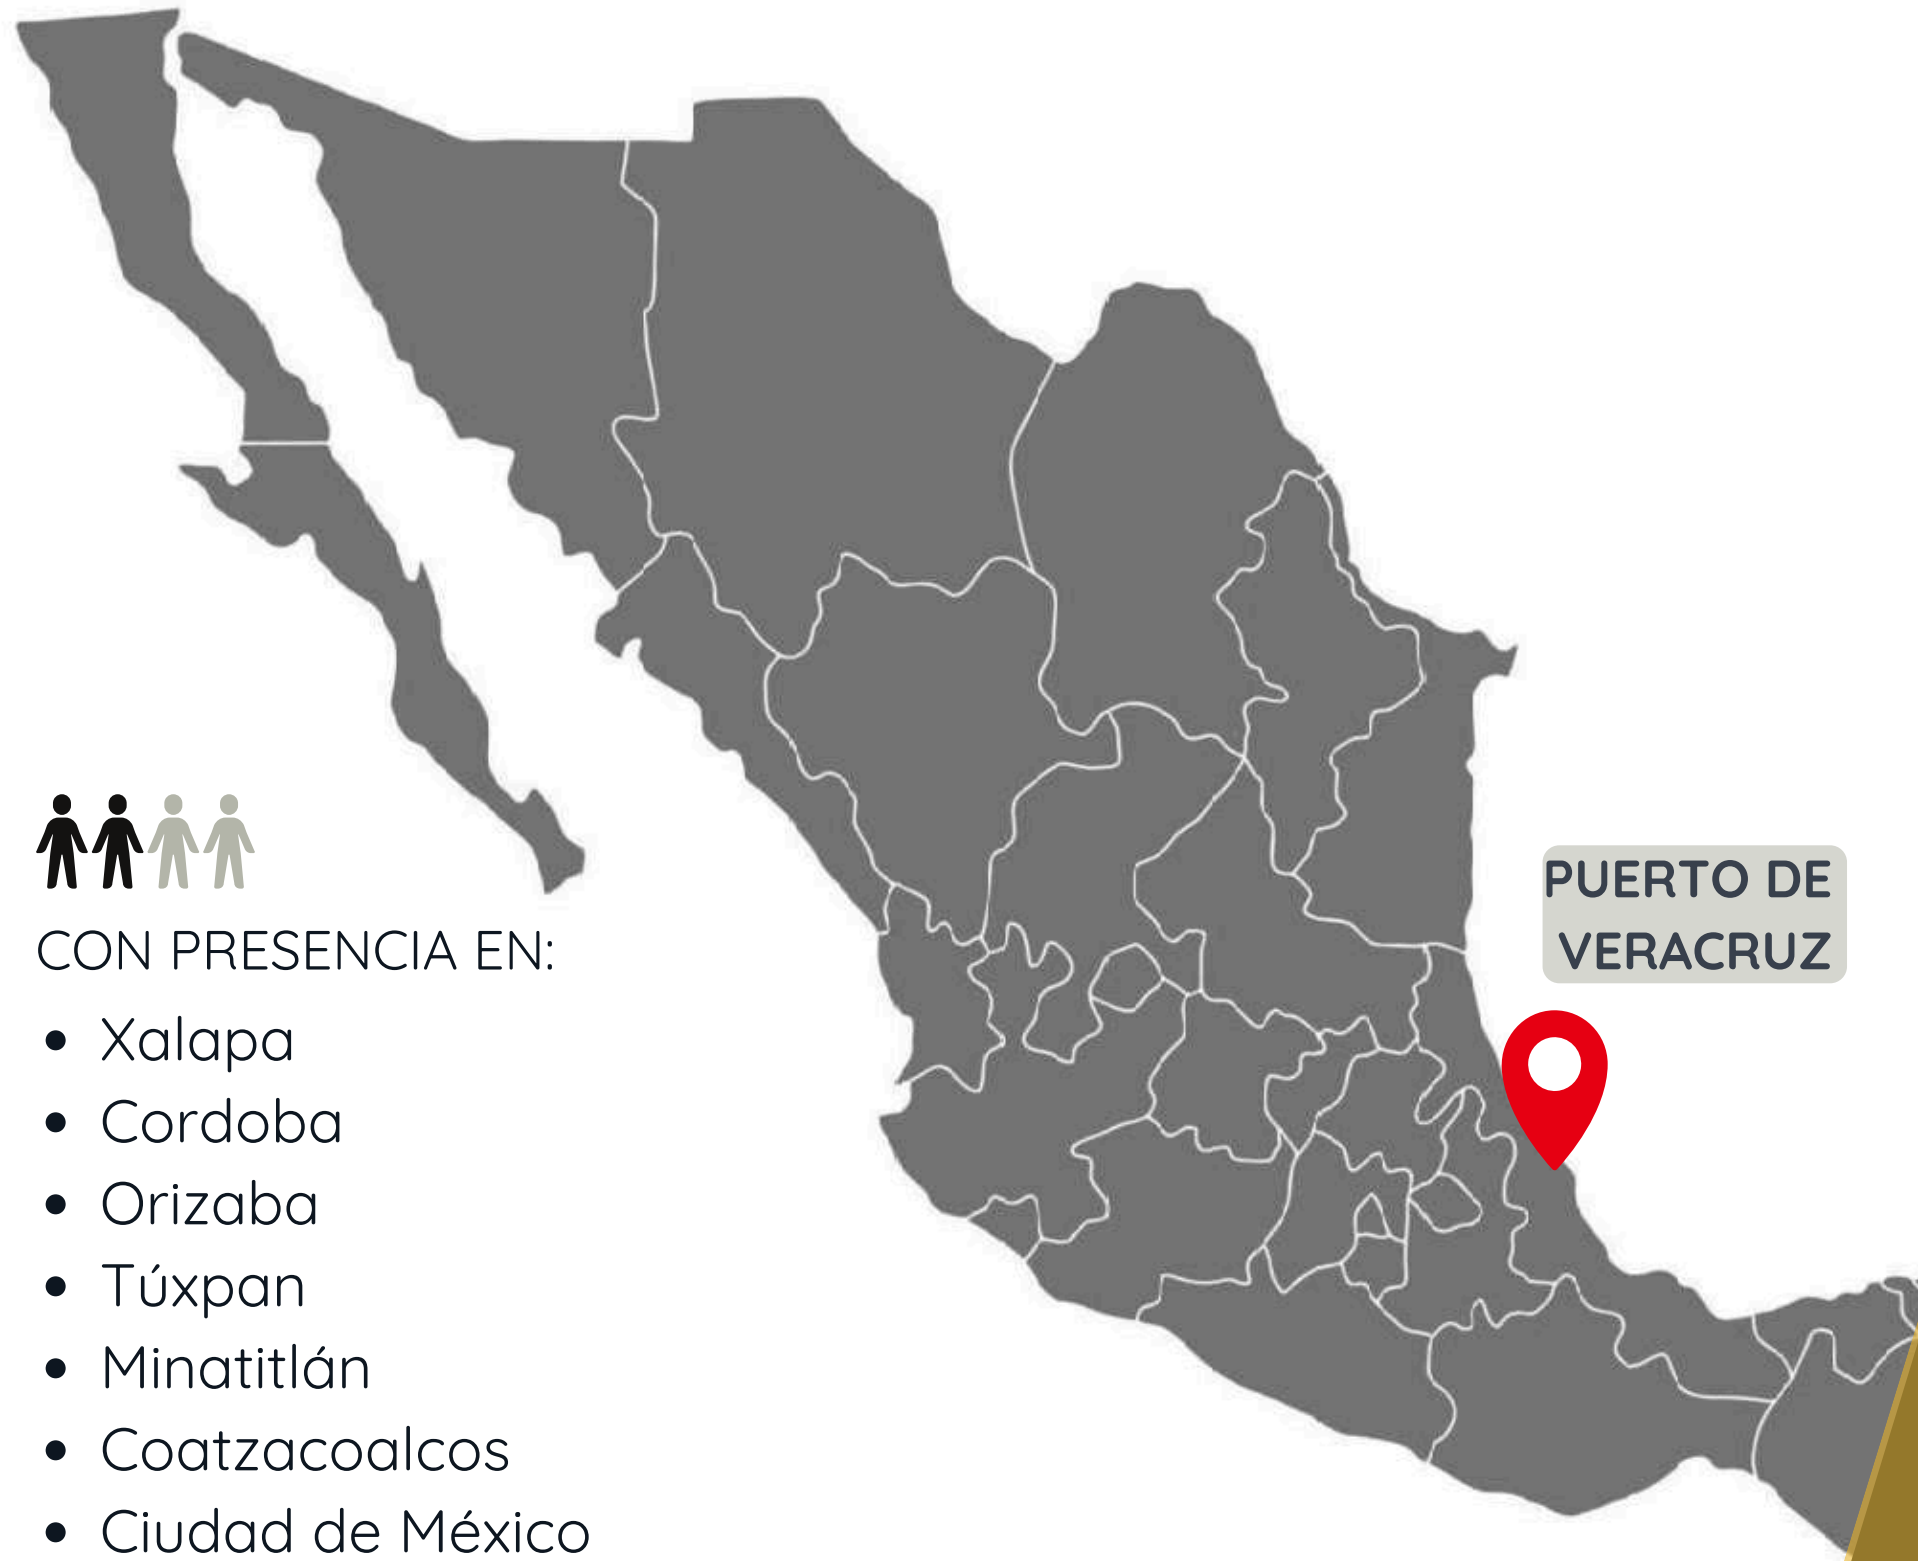 PUERTO DE
VERACRUZ
CON PRESENCIA EN:
• Xalapa
• Cordoba
• Orizaba
• Túxpan
• Minatitlán
• Coatzacoalcos
• Ciudad de México